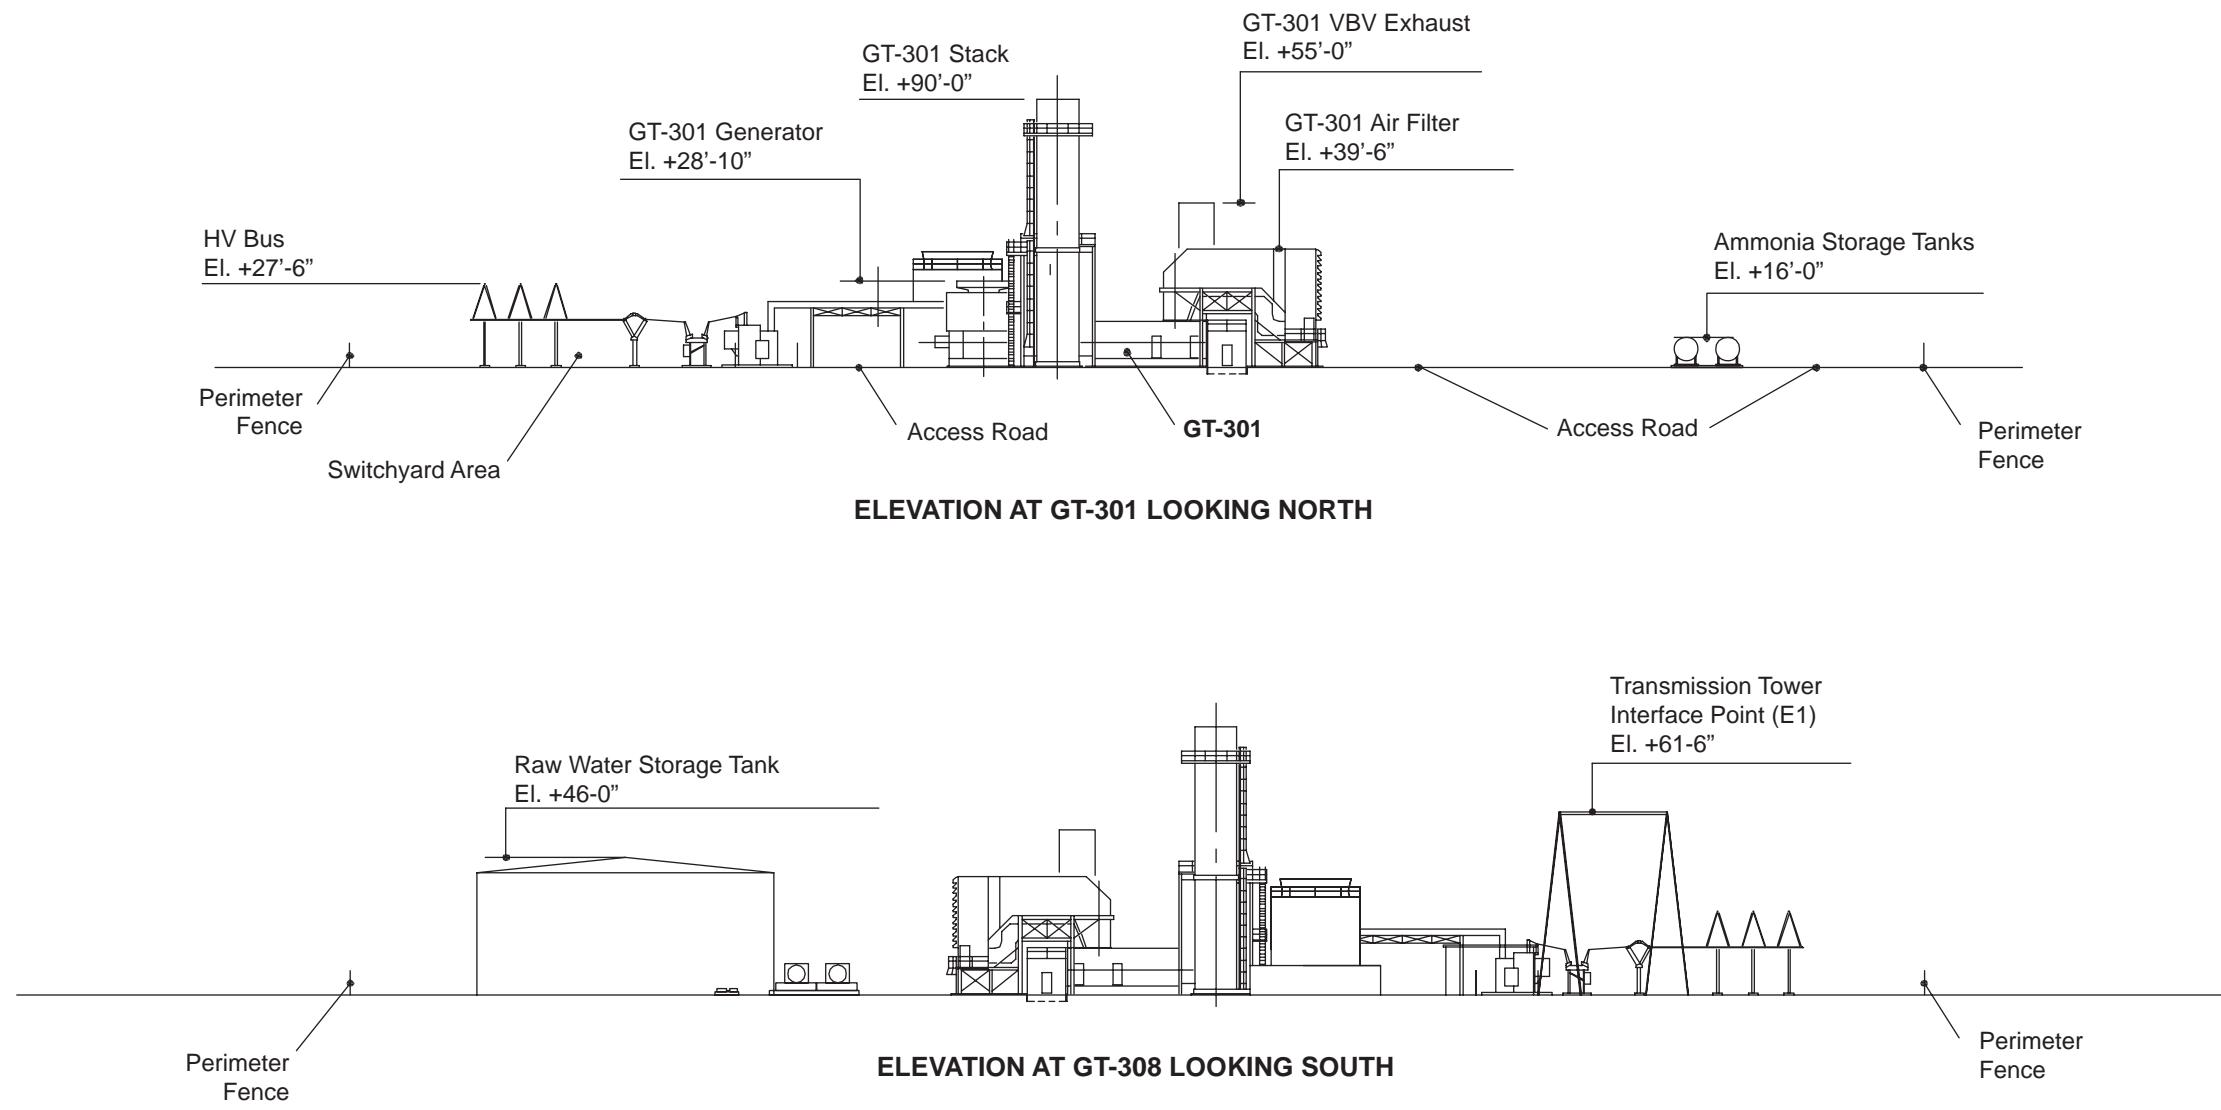 GT-301 VBV Exhaust
El. +55’-0”
GT-301 Stack
El. +90’-0”
GT-301 Air Filter
El. +39’-6”
GT-301 Generator
El. +28’-10”
HV Bus
El. +27’-6”
Ammonia Storage Tanks
El. +16’-0”
Perimeter
Fence
Switchyard Area
Access Road
GT-301
Access Road
Perimeter
Fence
ELEVATION AT GT-301 LOOKING NORTH
Transmission Tower
Interface Point (E1)
El. +61-6”
Raw Water Storage Tank
El. +46-0”
Perimeter
Fence
Perimeter
Fence
ELEVATION AT GT-308 LOOKING SOUTH